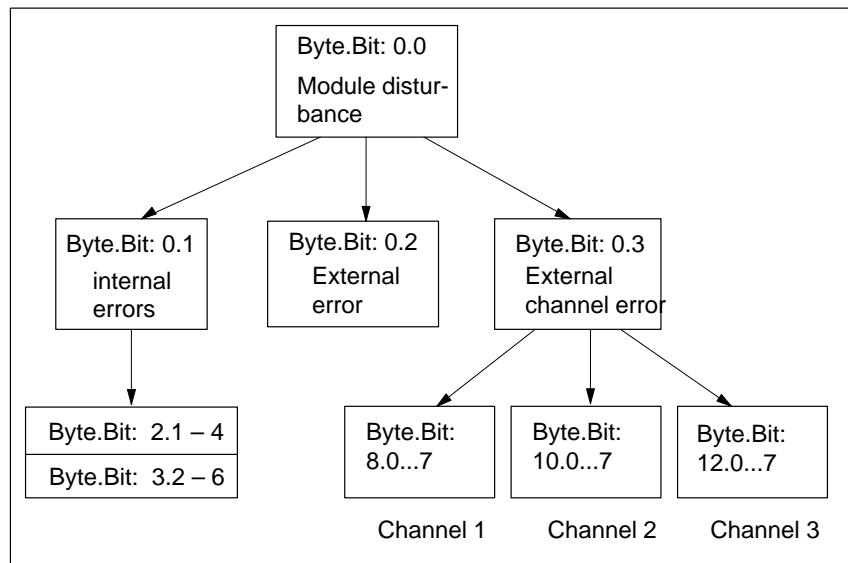 Byte.Bit: 0.0
Module distur-
bance
Byte.Bit: 0.1
internal
errors
Byte.Bit: 0.2
External
error
Byte.Bit: 0.3
External
channel error
Byte.Bit: 2.1 – 4
Byte.Bit: 3.2 – 6
Byte.Bit:
8.0...7
Byte.Bit:
10.0...7
Byte.Bit:
12.0...7
Channel 1
Channel 2
Channel 3